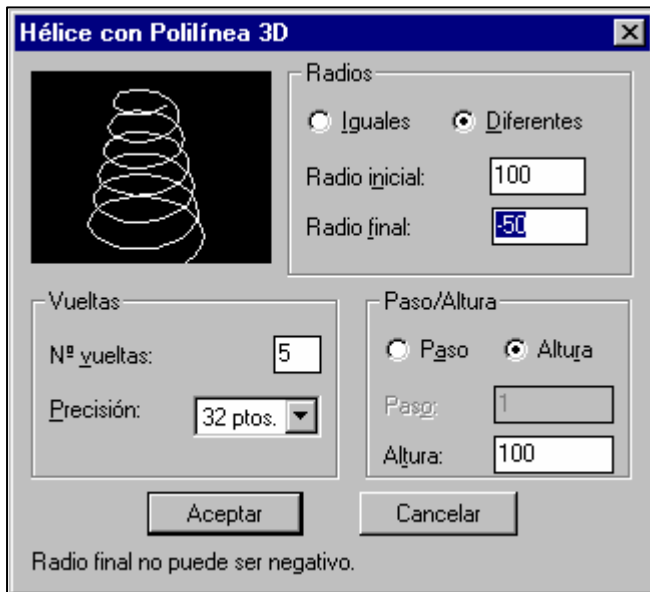 Hélice con Polilínea 3D
Radios
Iguales Diferentes
Radio inicial: 100
Radio final: -50
Vueltas
Nº vueltas: 5
Precisión: 32 ptos.
Paso/Altura
Paso Altura
Paso: 1
Altura: 100
Aceptar Cancelar
Radio final no puede ser negativo.